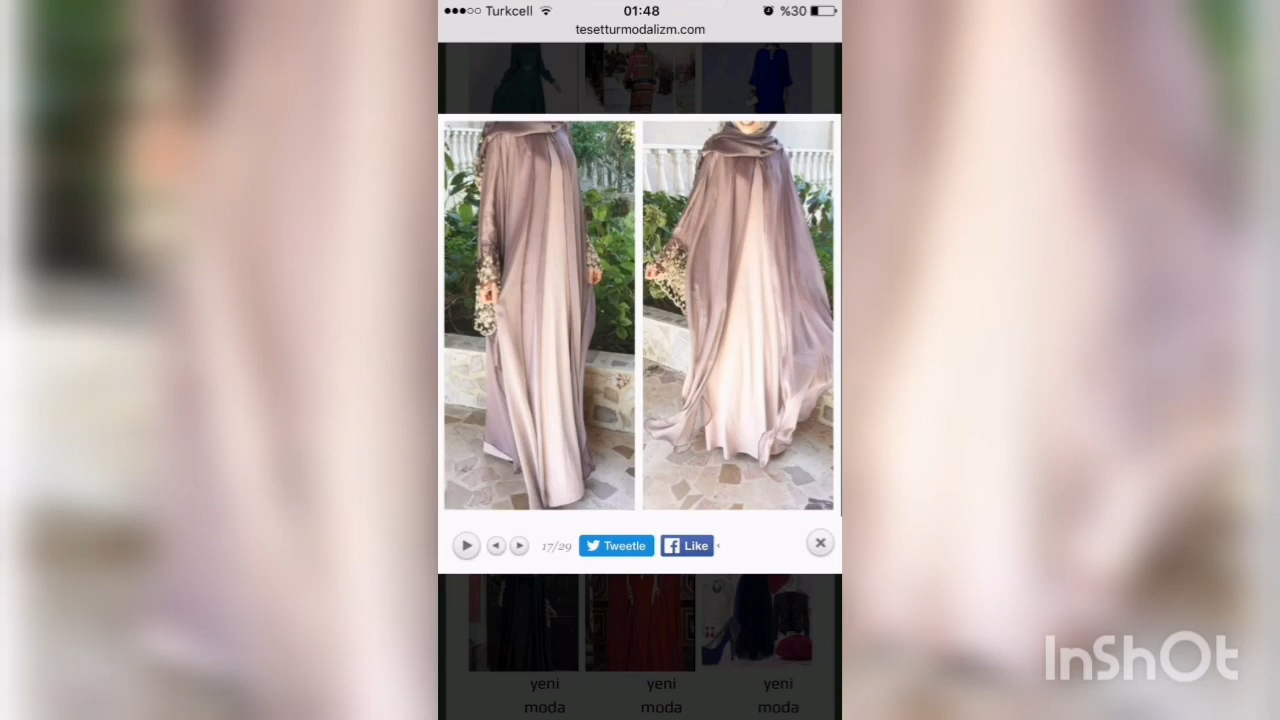 Turkcell
01:48
%30
tesetturmodalizm.com
17/29
Tweetle
Like
yeni
moda
yeni
moda
yeni
moda
InShOt